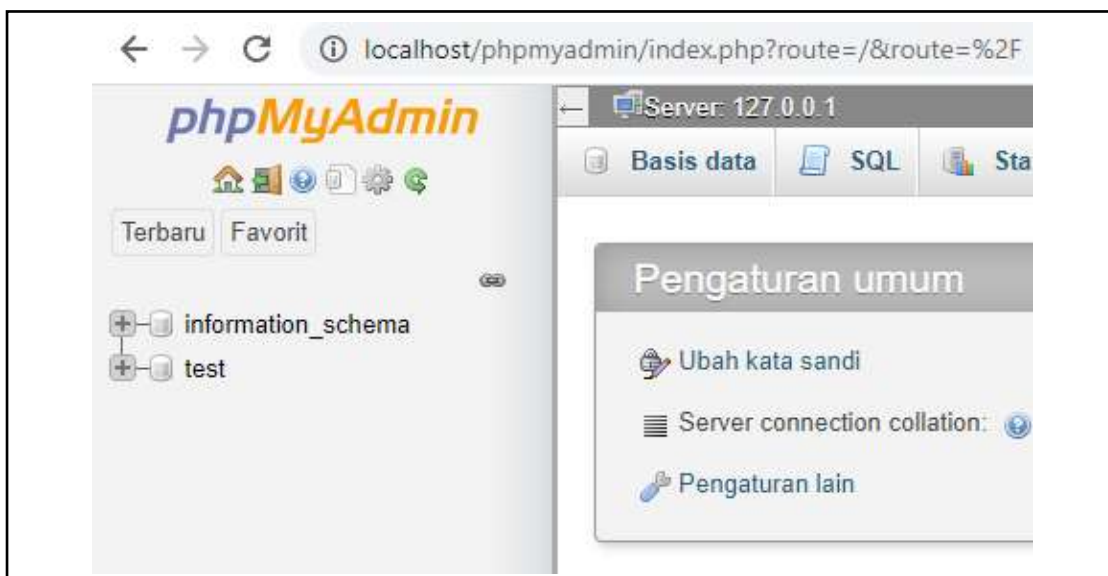 localhost/phpmyadmin/index.php?route=/&route=%2F
phpMyAdmin
Terbaru Favorit
information_schema
test
Server: 127.0.0.1
Basis data SQL Sta
Pengaturan umum
Ubah kata sandi
Server connection collation:
Pengaturan lain